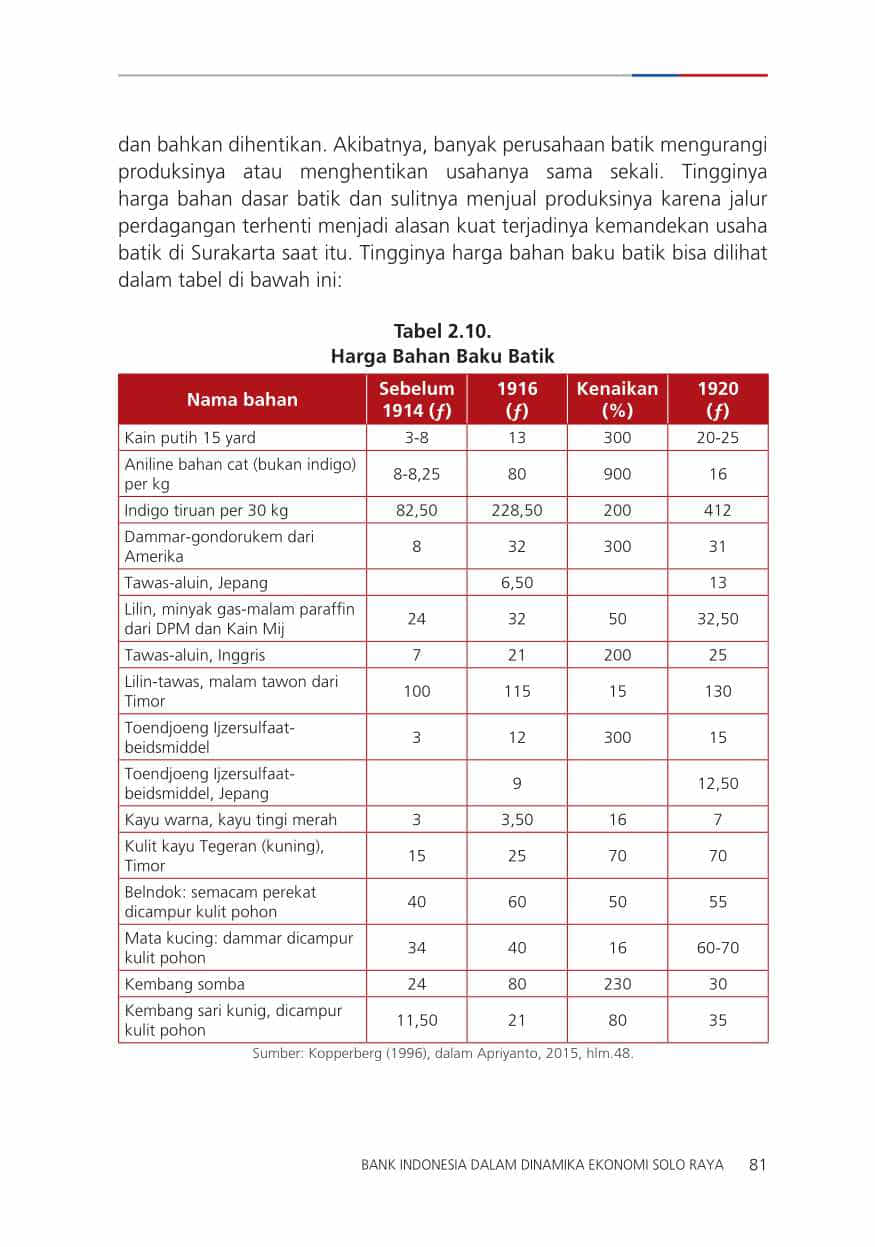 dan bahkan dihentikan. Akibatnya, banyak perusahaan batik mengurangi
produksinya atau menghentikan usahanya sama sekali. Tingginya
harga bahan dasar batik dan sulitnya menjual produksinya karena jalur
perdagangan terhenti menjadi alasan kuat terjadinya kemandekan usaha
batik di Surakarta saat itu. Tingginya harga bahan baku batik bisa dilihat
dalam tabel di bawah ini:
Tabel 2.10.
Harga Bahan Baku Batik
Nama bahan Sebelum 1914 (ƒ) 1916 (ƒ) Kenaikan (%) 1920 (ƒ)
Kain putih 15 yard 3-8 13 300 20-25
Aniline bahan cat (bukan indigo)
per kg 8-8,25 80 900 16
Indigo tiruan per 30 kg 82,50 228,50 200 412
Dammar-gondorukem dari
Amerika 8 32 300 31
Tawas-aluin, Jepang 6,50 13
Lilin, minyak gas-malam paraffin
dari DPM dan Kain Mij 24 32 50 32,50
Tawas-aluin, Inggris 7 21 200 25
Lilin-tawas, malam tawon dari
Timor 100 115 15 130
Toendjoeng Ijzersulfaat-
beidsmiddel 3 12 300 15
Toendjoeng Ijzersulfaat-
beidsmiddel, Jepang 9 12,50
Kayu warna, kayu tingi merah 3 3,50 16 7
Kulit kayu Tegeran (kuning),
Timor 15 25 70 70
Belndok: semacam perekat
dicampur kulit pohon 40 60 50 55
Mata kucing: dammar dicampur
kulit pohon 34 40 16 60-70
Kembang somba 24 80 230 30
Kembang sari kunig, dicampur
kulit pohon 11,50 21 80 35
Sumber: Kopperberg (1996), dalam Apriyanto, 2015, hlm.48.
BANK INDONESIA DALAM DINAMIKA EKONOMI SOLO RAYA 81